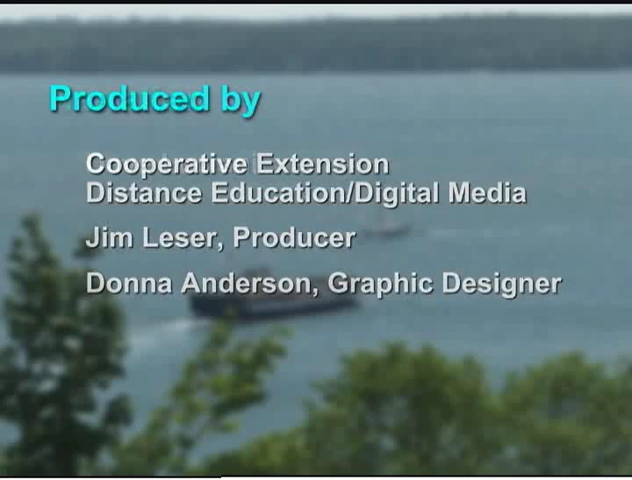 Produced by
Cooperative Extension
Distance Education/Digital Media
Jim Leser, Producer
Donna Anderson, Graphic Designer